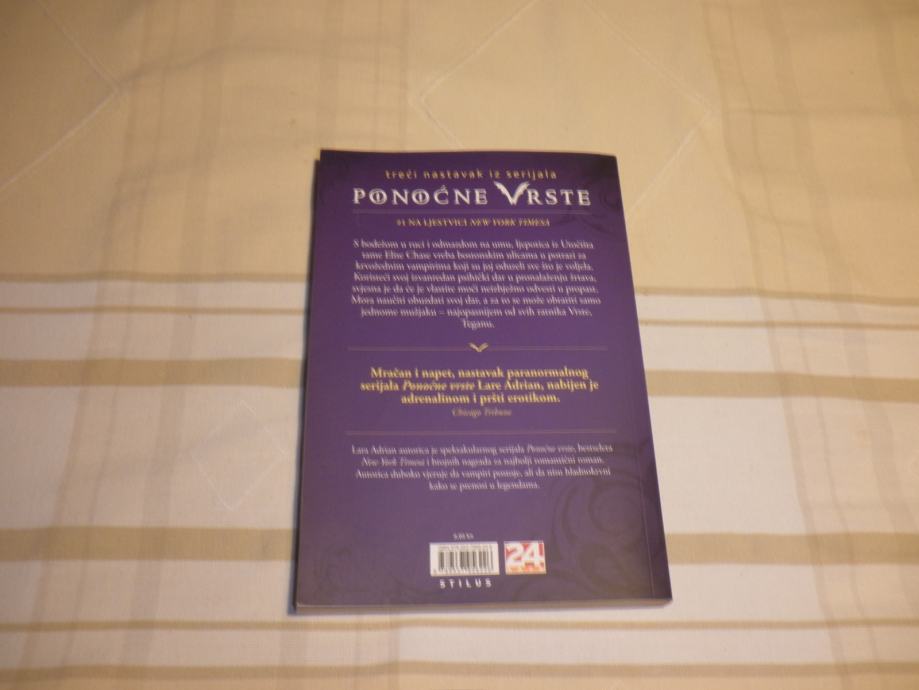 treći nastavak iz serijala
PONOĆNE VRSTE
#1 NA LJESTVICI NEW YORK TIMESA
S bodežom u ruci i odmazdom na umu, ljepotica iz Uročišta
tame Elise Chase vreba bostonskim ulicama u potrazi za
krvožednim vampirima koji su joj oduzeli sve što je voljela.
Koristeći svoj izvanredan psihički dar u pronalaženju žrtava,
svjesna je da će je vlastite moći neizbježno odvesti u propast.
Mora naučiti obuzdati svoj dar, a za to se može obratiti samo
jednome mužjaku – najopasnijem od svih ratnika Vrste,
Teganu.
Mračan i napet, nastavak paranormalnog
serijala Ponoćne vrste Lare Adrian, nabijen je
adrenalinom i pršti erotikom.
Chicago Tribune
Lara Adrian autorica je spektakularnog serijala Ponoćne vrste, bestselera
New York Timesa i brojnih nagrada za najbolji romantični roman.
Autorica duboko vjeruje da vampiri postoje, ali da nisu hladnokrvni
kako se prenosi u legendama.
24
STILUS